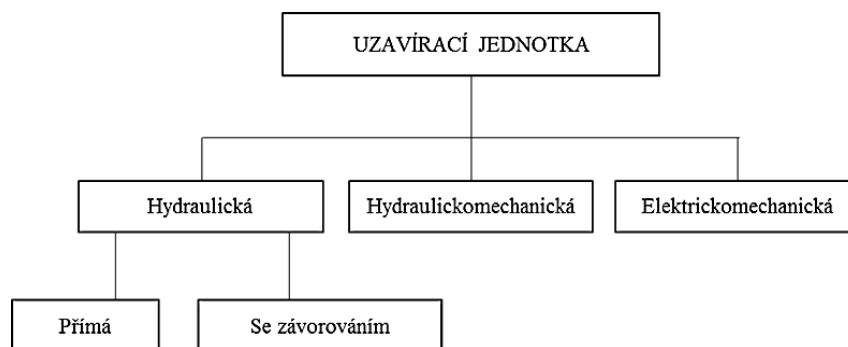 UZAVÍRACÍ JEDNOTKA
Hydraulická
Hydraulickomechanická
Elektrickomechanická
Přímá
Se závorováním